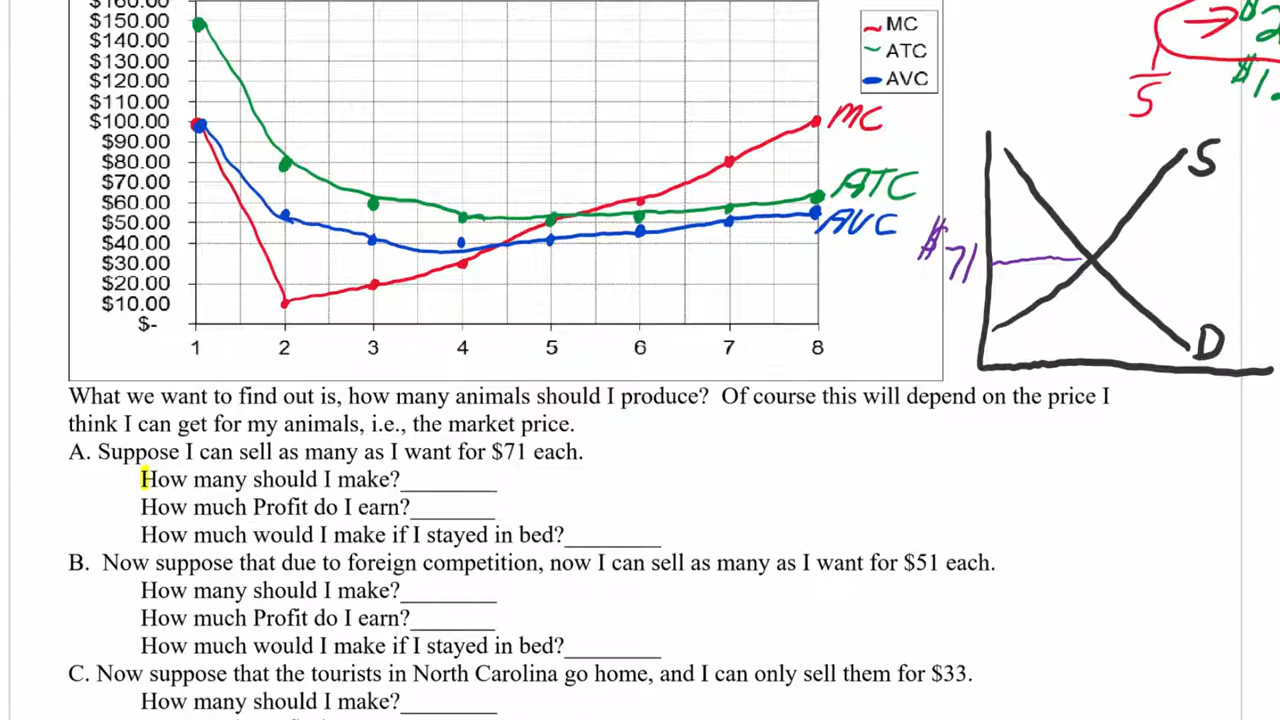 $160.00
$150.00
$140.00
$130.00
$120.00
$110.00
$100.00
$90.00
$80.00
$70.00
$60.00
$50.00
$40.00
$30.00
$20.00
$10.00
$-
1 2 3 4 5 6 7 8
MC
ATC
AVC
MC
ATC
AVC
5
$1.
S
$71
D
What we want to find out is, how many animals should I produce?  Of course this will depend on the price I
think I can get for my animals, i.e., the market price.
A. Suppose I can sell as many as I want for $71 each.
How many should I make?________
How much Profit do I earn?_______
How much would I make if I stayed in bed?________
B.  Now suppose that due to foreign competition, now I can sell as many as I want for $51 each.
How many should I make?________
How much Profit do I earn?_______
How much would I make if I stayed in bed?________
C. Now suppose that the tourists in North Carolina go home, and I can only sell them for $33.
How many should I make?________